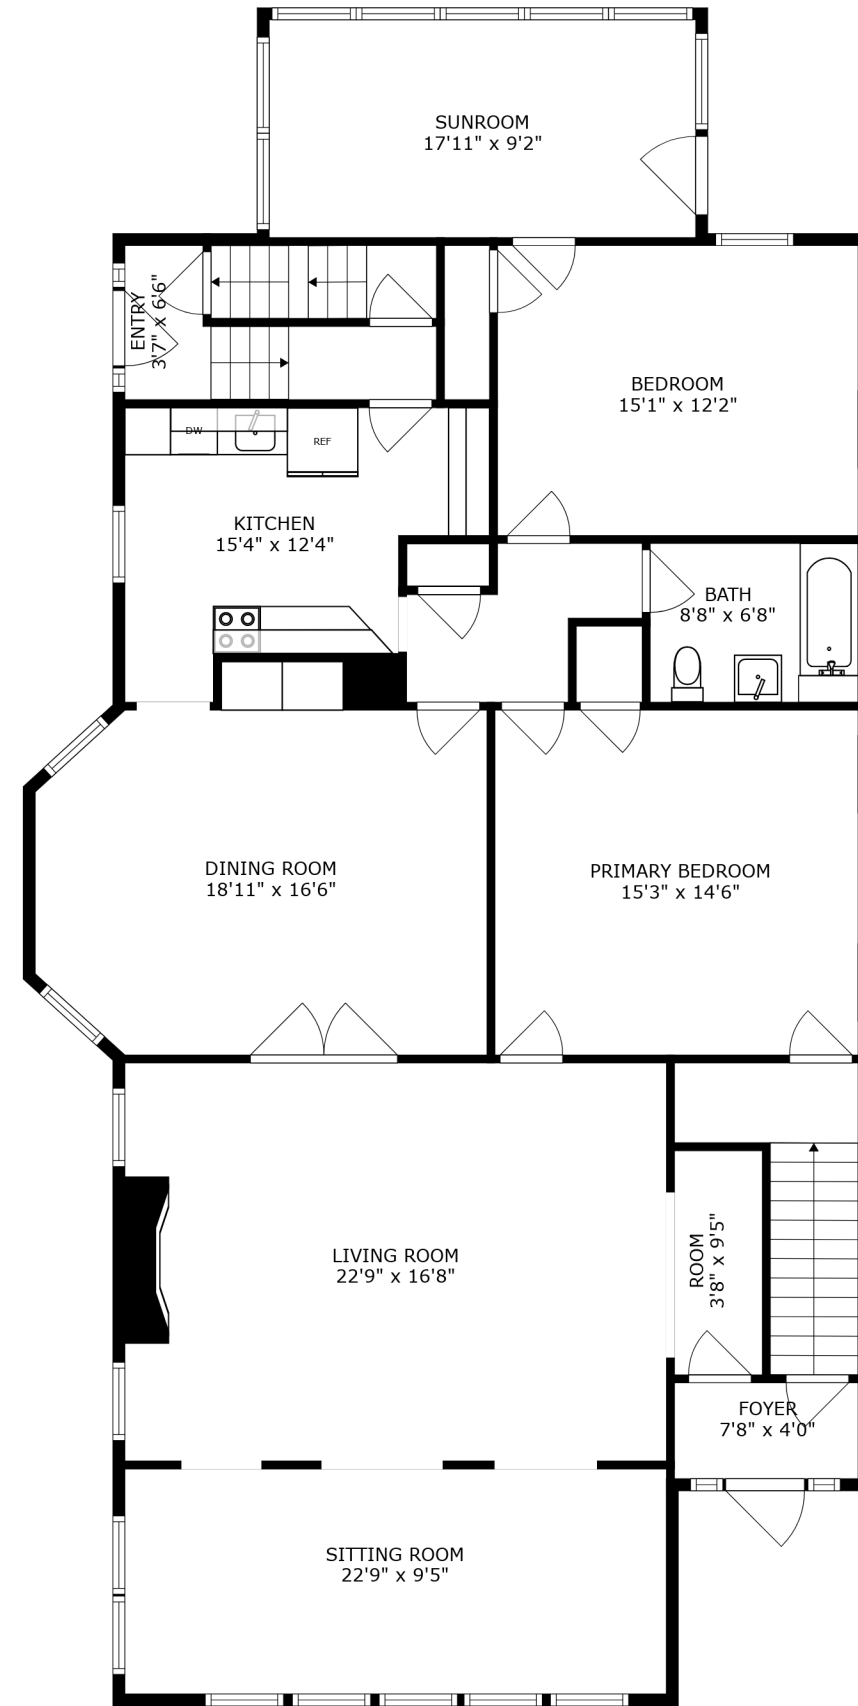 SUNROOM
17'11" x 9'2"
ENTRY
3'7" x 6'6"
BEDROOM
15'1" x 12'2"
DW
REF
KITCHEN
15'4" x 12'4"
BATH
8'8" x 6'8"
DINING ROOM
18'11" x 16'6"
PRIMARY BEDROOM
15'3" x 14'6"
LIVING ROOM
22'9" x 16'8"
ROOM
3'8" x 9'5"
FOYER
7'8" x 4'0"
SITTING ROOM
22'9" x 9'5"